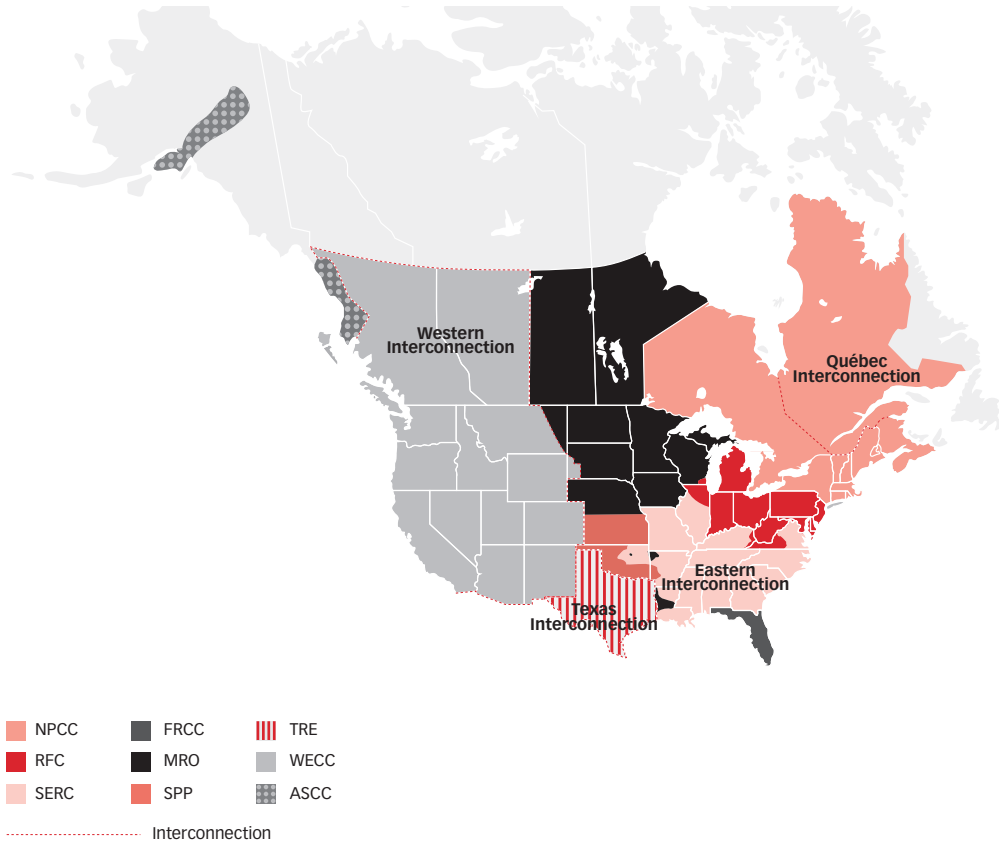 Western
Interconnection
Québec
Interconnection
Eastern
Interconnection
Texas
Interconnection
NPCC
FRCC
TRE
RFC
MRO
WECC
SERC
SPP
ASCC
Interconnection